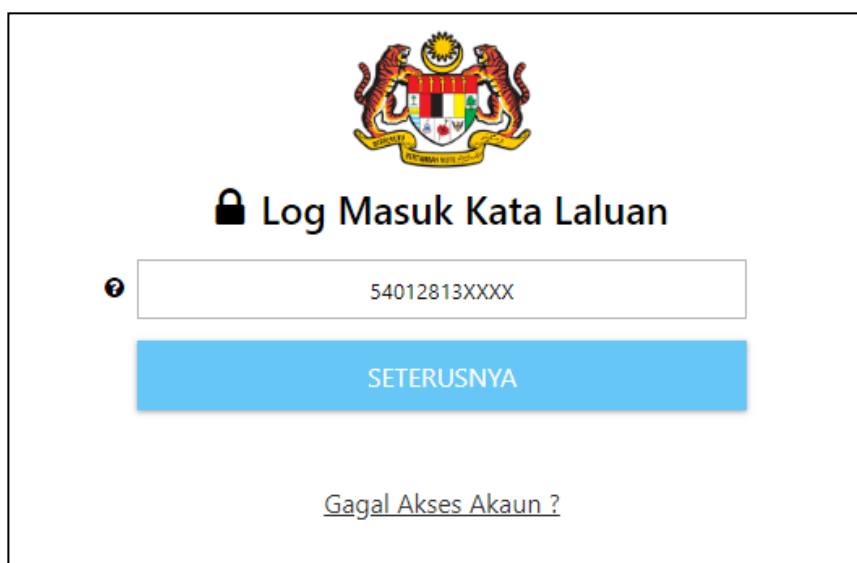 Log Masuk Kata Laluan
54012813XXXX
SETERUSNYA
Gagal Akses Akaun ?